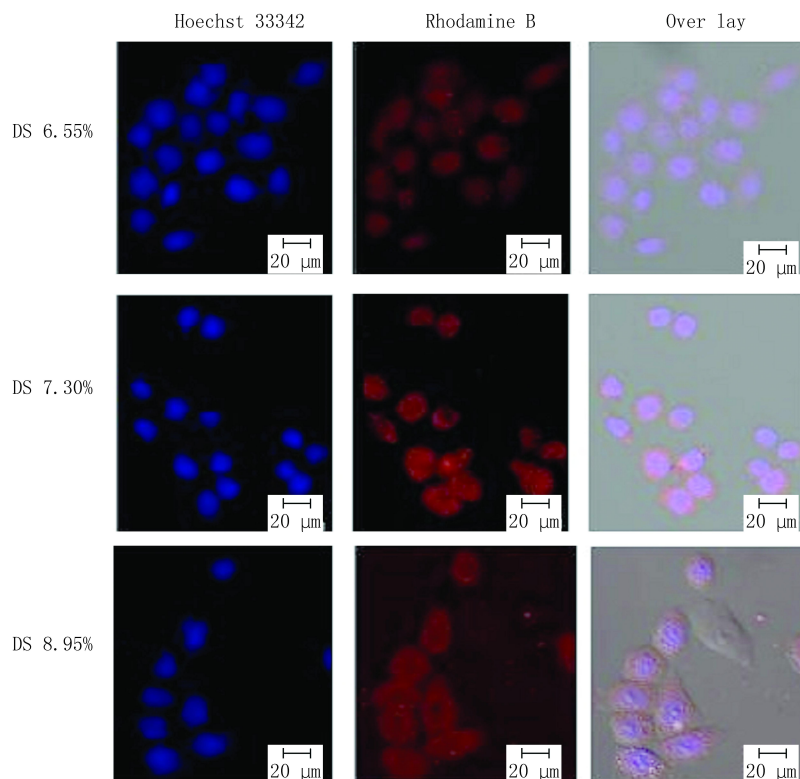 Hoechst 33342 Rhodamine B Over lay
DS 6.55%
20 μm 20 μm 20 μm
DS 7.30%
20 μm 20 μm 20 μm
DS 8.95%
20 μm 20 μm 20 μm